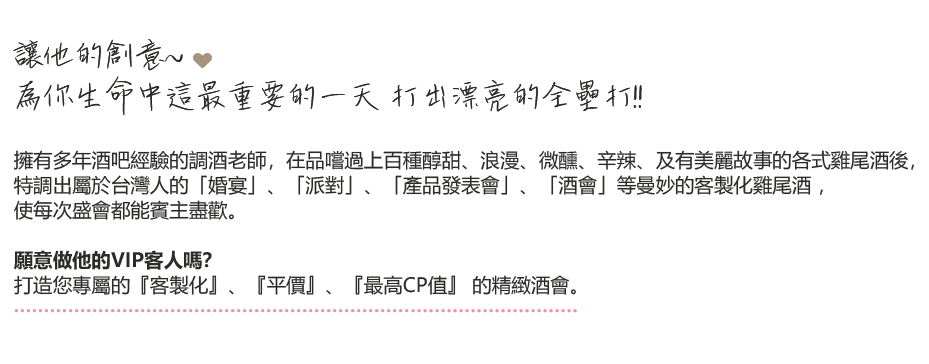 讓他的創意~
為你生命中這最重要的一天 打出漂亮的全壘打!!
擁有多年酒吧經驗的調酒老師，在品嚐過上百種醇甜、浪漫、微醺、辛辣、及有美麗故事的各式雞尾酒後，
特調出屬於台灣人的「婚宴」、「派對」、「產品發表會」、「酒會」等曼妙的客製化雞尾酒，
使每次盛會都能賓主盡歡。
願意做他的VIP客人嗎?
打造您專屬的『客製化』、『平價』、『最高CP值』 的精緻酒會。